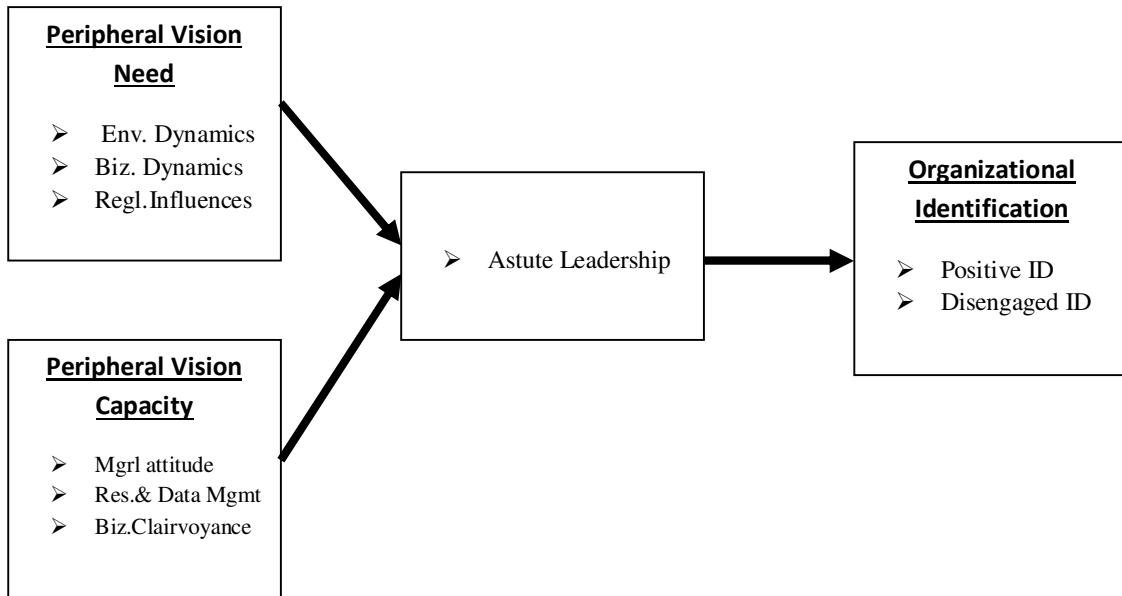 Peripheral Vision
Need
➢ Env. Dynamics
➢ Biz. Dynamics
➢ Regl.Influences
Peripheral Vision
Capacity
➢ Mgrl attitude
➢ Res.& Data Mgmt
➢ Biz.Clairvoyance
➢ Astute Leadership
Organizational
Identification
➢ Positive ID
➢ Disengaged ID